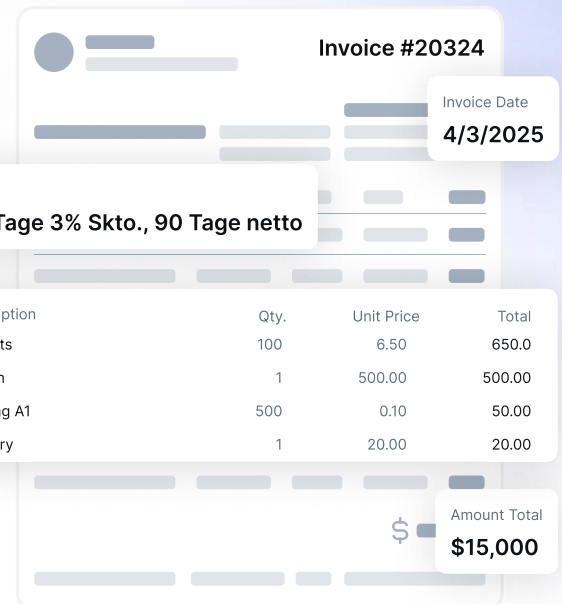 Invoice #20324
Invoice Date
4/3/2025
Tage 3% Skto., 90 Tage netto
ption Qty. Unit Price Total
ts 100 6.50 650.0
1 500.00 500.00
g A1 500 0.10 50.00
ry 1 20.00 20.00
$
Amount Total
$15,000